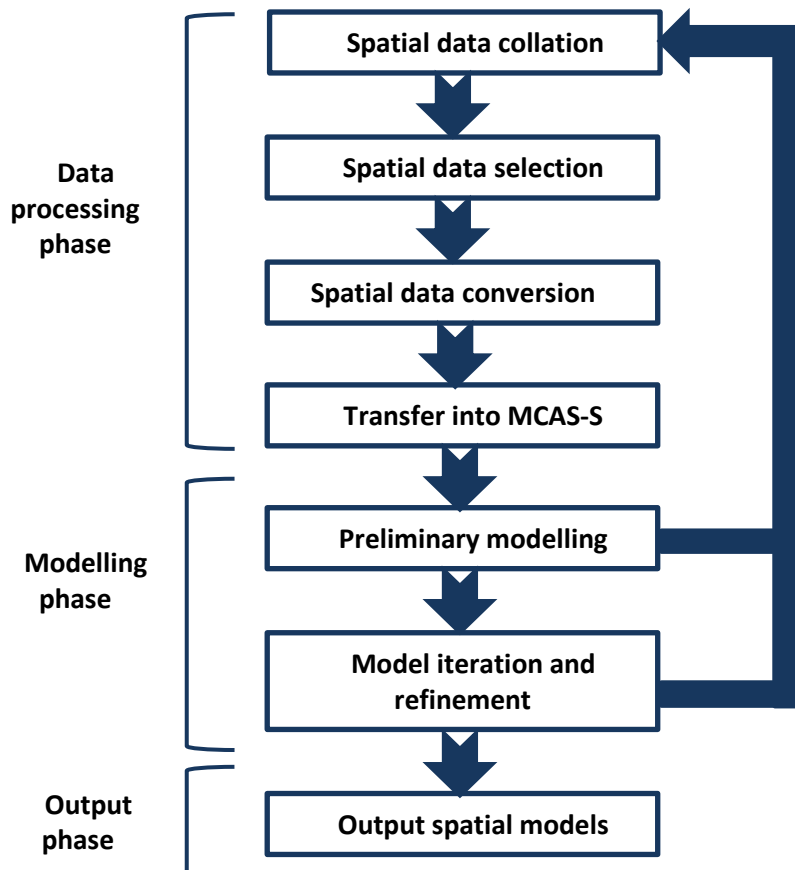 Spatial data collation
Data
processing
phase
Spatial data selection
Spatial data conversion
Transfer into MCAS-S
Modelling
phase
Preliminary modelling
Model iteration and
refinement
Output
phase
Output spatial models